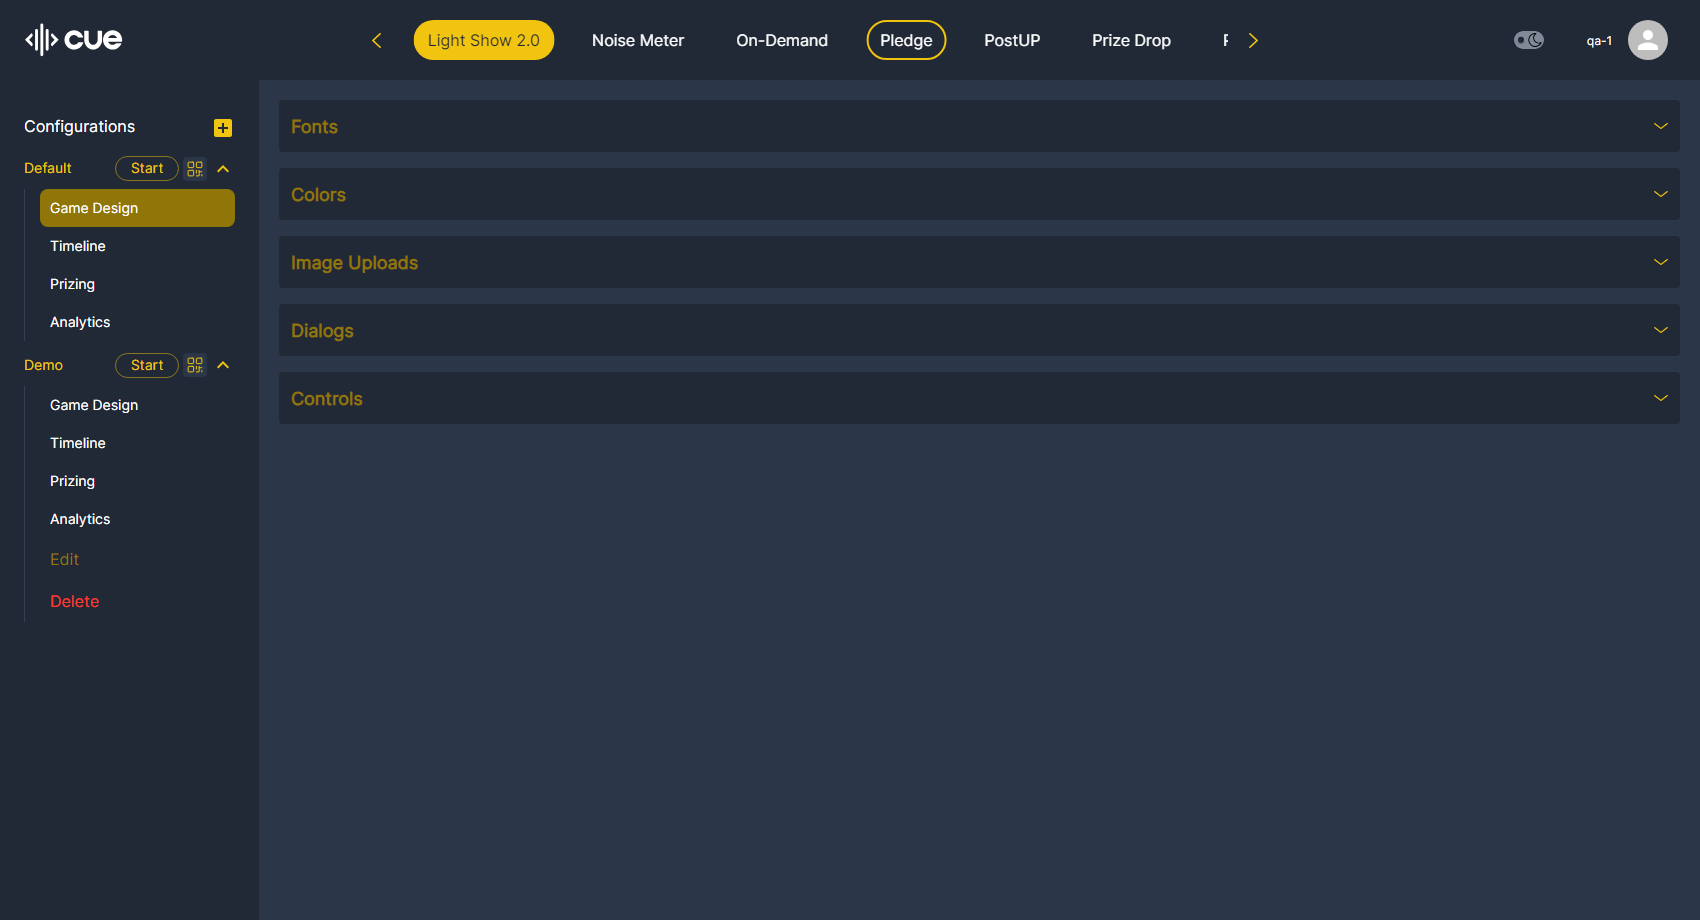 cue
Light Show 2.0
Noise Meter
On-Demand
Pledge
PostUP
Prize Drop
qa-1
Configurations
Default
Start
Game Design
Timeline
Prizing
Analytics
Demo
Start
Game Design
Timeline
Prizing
Analytics
Edit
Delete
Fonts
Colors
Image Uploads
Dialogs
Controls